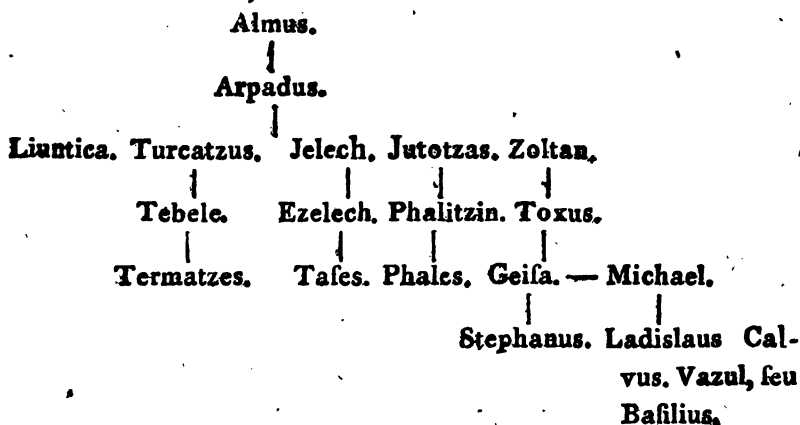 Almus.
Arpadus.
Liuntica. Turcatzus. Jelech. Jutotzas. Zoltan.
Tebele. Ezelech. Phalitzin. Toxus.
Termatzes. Taſes. Phales. Geiſa. — Michael.
Stephanus. Ladislaus Cal-
vus. Vazul, ſeu
Baſilius.